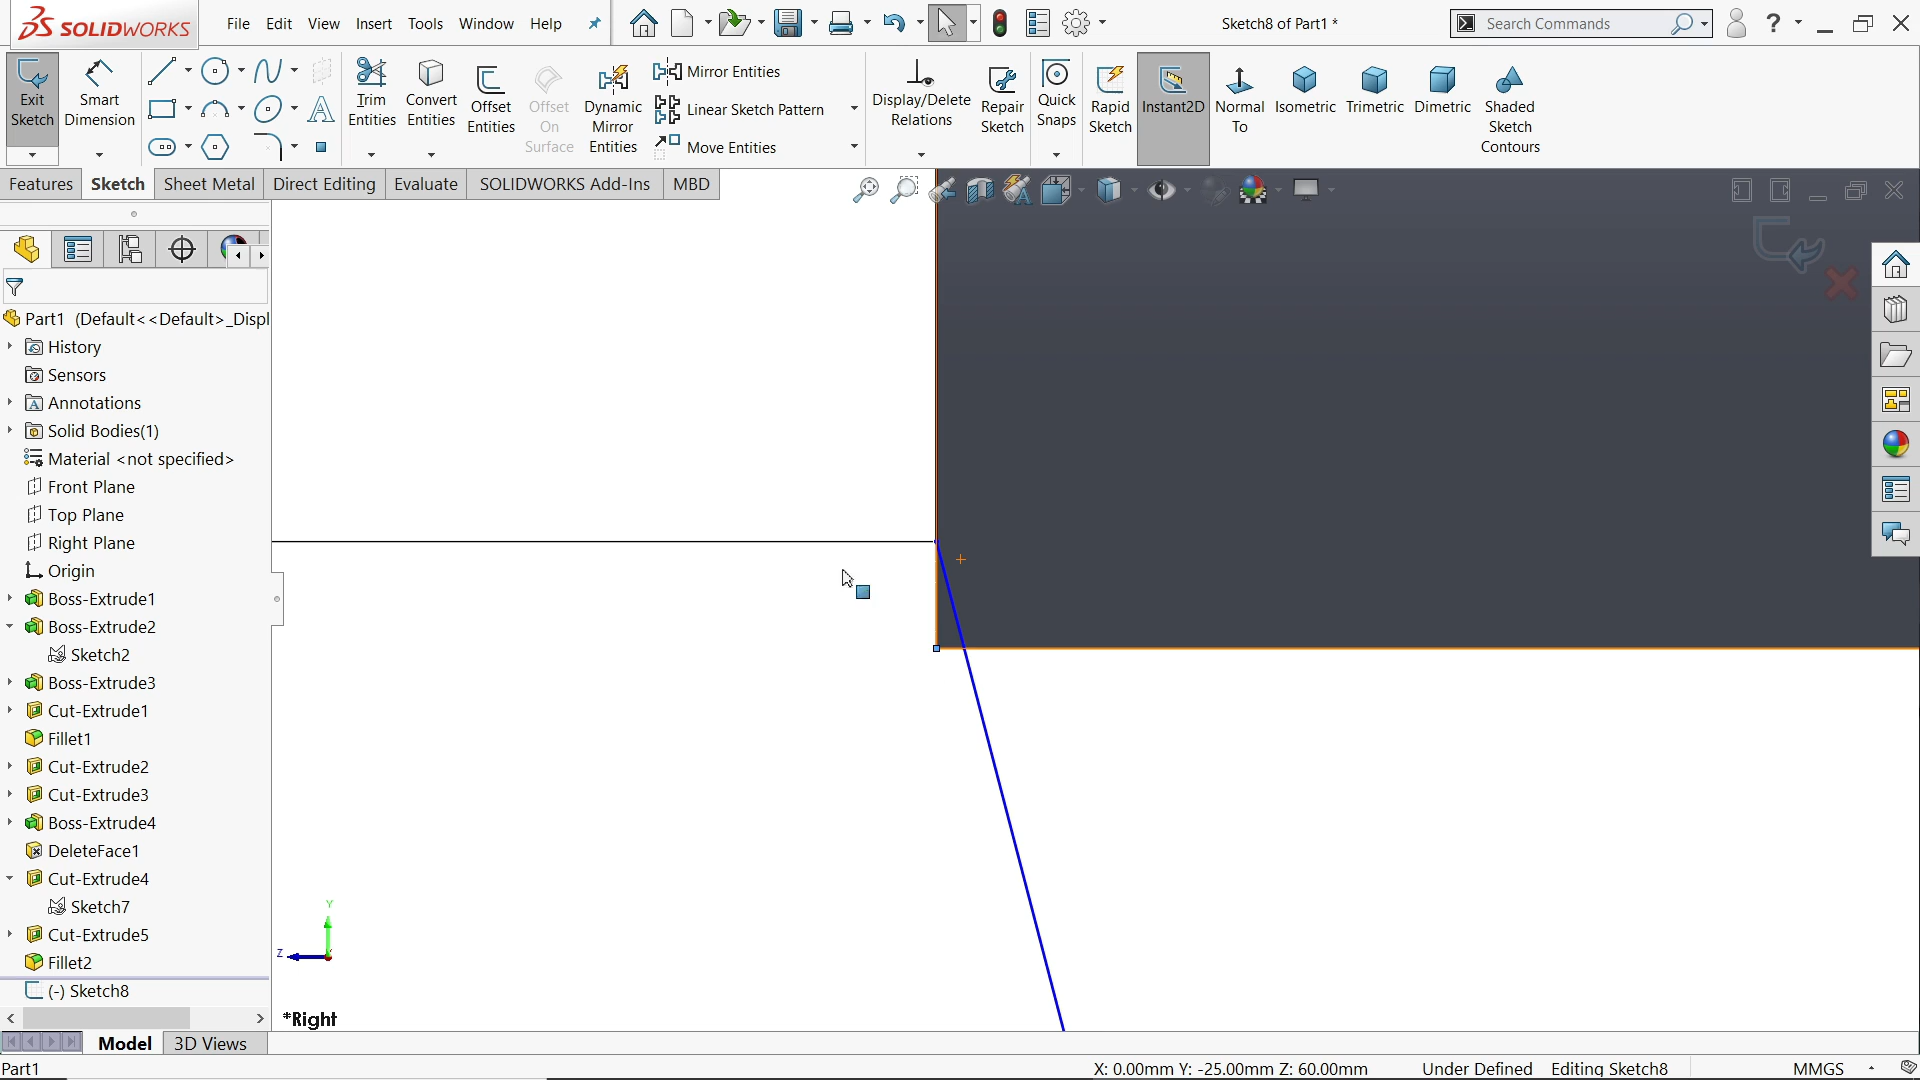 SOLIDWORKS
File
Edit
View
Insert
Tools
Window
Help
Sketch8 of Part1 *
Search Commands
Exit Sketch
Smart Dimension
Trim Entities
Convert Entities
Offset Entities
Offset On Surface
Dynamic Mirror Entities
Mirror Entities
Linear Sketch Pattern
Move Entities
Display/Delete Relations
Repair Sketch
Quick Snaps
Rapid Sketch
Instant2D
Normal To
Isometric
Trimetric
Dimetric
Shaded Sketch Contours
Features
Sketch
Sheet Metal
Direct Editing
Evaluate
SOLIDWORKS Add-Ins
MBD
Part1 (Default<<Default>_Displ
History
Sensors
Annotations
Solid Bodies(1)
Material <not specified>
Front Plane
Top Plane
Right Plane
Origin
Boss-Extrude1
Boss-Extrude2
Sketch2
Boss-Extrude3
Cut-Extrude1
Fillet1
Cut-Extrude2
Cut-Extrude3
Boss-Extrude4
DeleteFace1
Cut-Extrude4
Sketch7
Cut-Extrude5
Fillet2
(-) Sketch8
Y
Z
*Right
Model
3D Views
Part1
X: 0.00mm Y: -25.00mm Z: 60.00mm
Under Defined
Editing Sketch8
MMGS